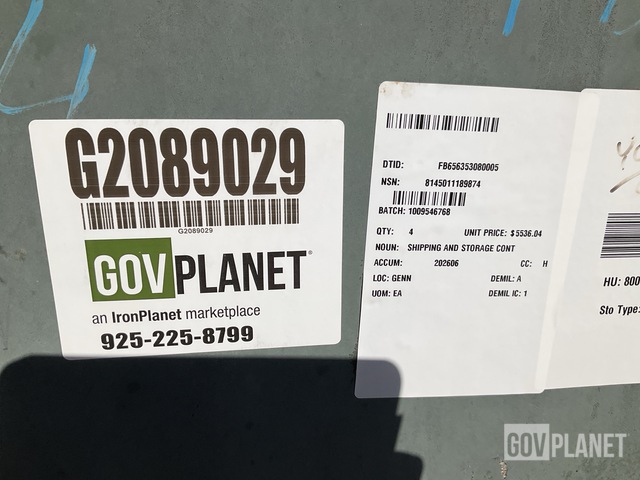 G2089029
G2089029
GOVPLANET®
an IronPlanet marketplace
925-225-8799
DTID: FB656353080005
NSN: 8145011189874
BATCH: 1009546768
QTY: 4 UNIT PRICE: $ 5536.04
NOUN: SHIPPING AND STORAGE CONT
ACCUM: 202606 CC: H
LOC: GENN DEMIL: A
UOM: EA DEMIL IC: 1
HU: 800
Sto Type:
GOVPLANET